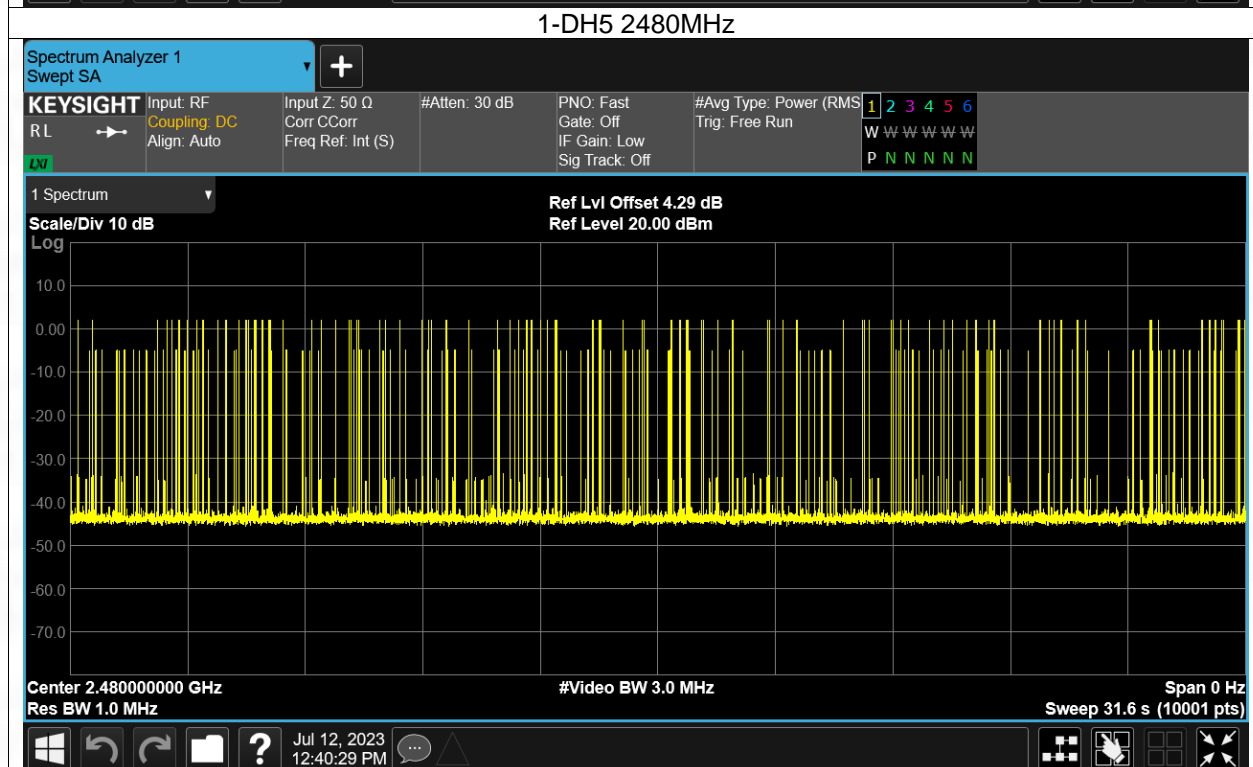 1-DH5 2480MHz
Spectrum Analyzer 1
Swept SA
+
KEYSIGHT
RL
LXI
Input: RF
Coupling: DC
Align: Auto
Input Z: 50 Ω
Corr CCorr
Freq Ref: Int (S)
#Atten: 30 dB
PNO: Fast
Gate: Off
IF Gain: Low
Sig Track: Off
#Avg Type: Power (RMS
Trig: Free Run
1 2 3 4 5 6
W W W W W W
P N N N N N
1 Spectrum
Scale/Div 10 dB
Ref Lvl Offset 4.29 dB
Ref Level 20.00 dBm
Log
10.0
0.00
-10.0
-20.0
-30.0
-40.0
-50.0
-60.0
-70.0
Center 2.480000000 GHz
#Video BW 3.0 MHz
Span 0 Hz
Res BW 1.0 MHz
Sweep 31.6 s (10001 pts)
?
Jul 12, 2023
12:40:29 PM